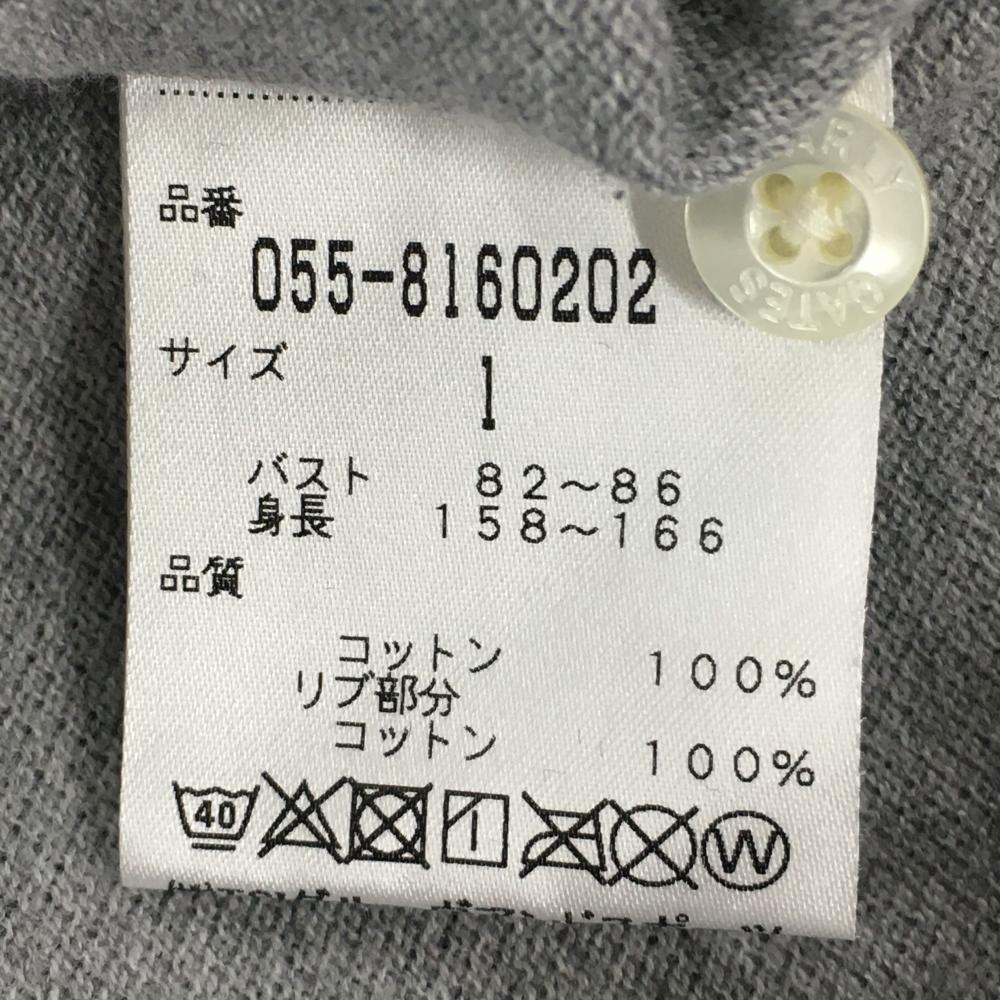 品番
055-8160202
サイズ
1
バスト 82～86
身長 158～166
品質
コットン 100%
リブ部分
コットン 100%
40
W
GATES